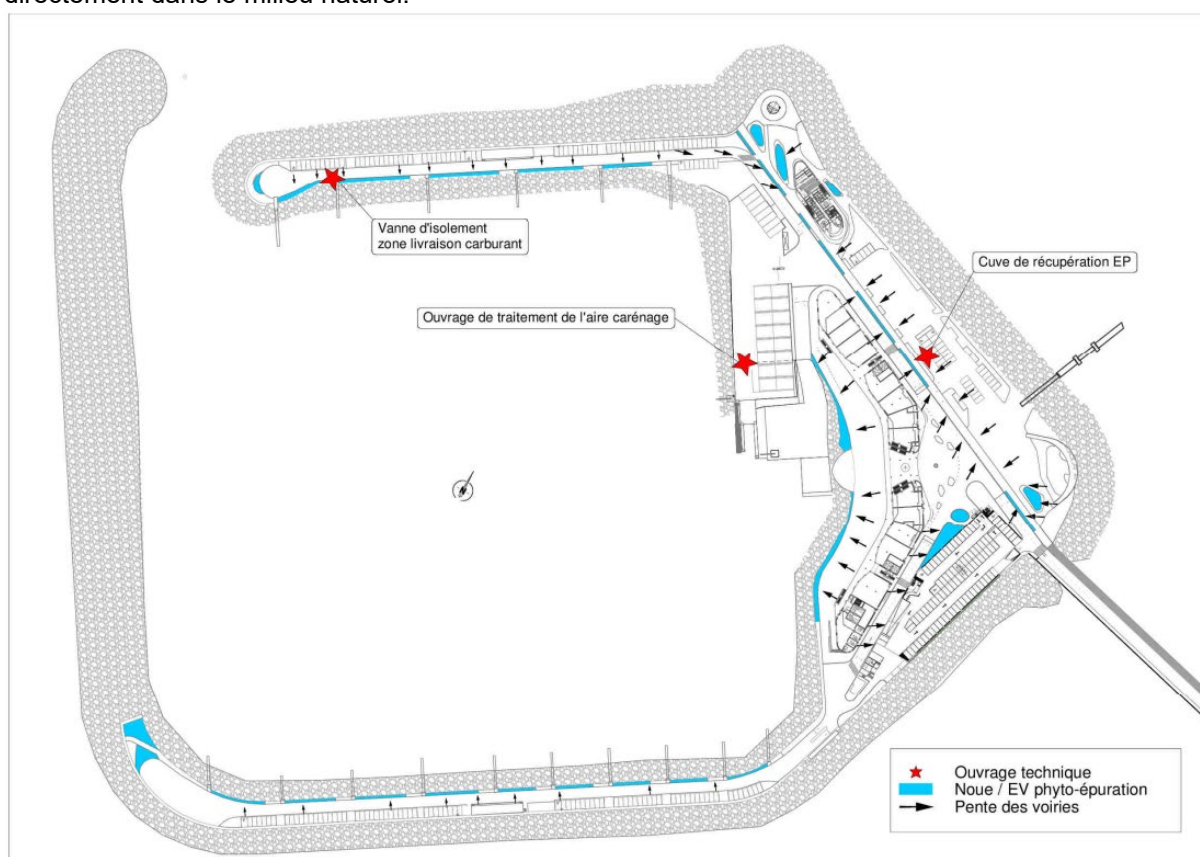 directement dans le milieu naturel.
Vanne d'isolement
zone livraison carburant
Cuve de récupération EP
Ouvrage de traitement de l'aire carénage
Ouvrage technique
Noue / EV phyto-épuration
Pente des voiries